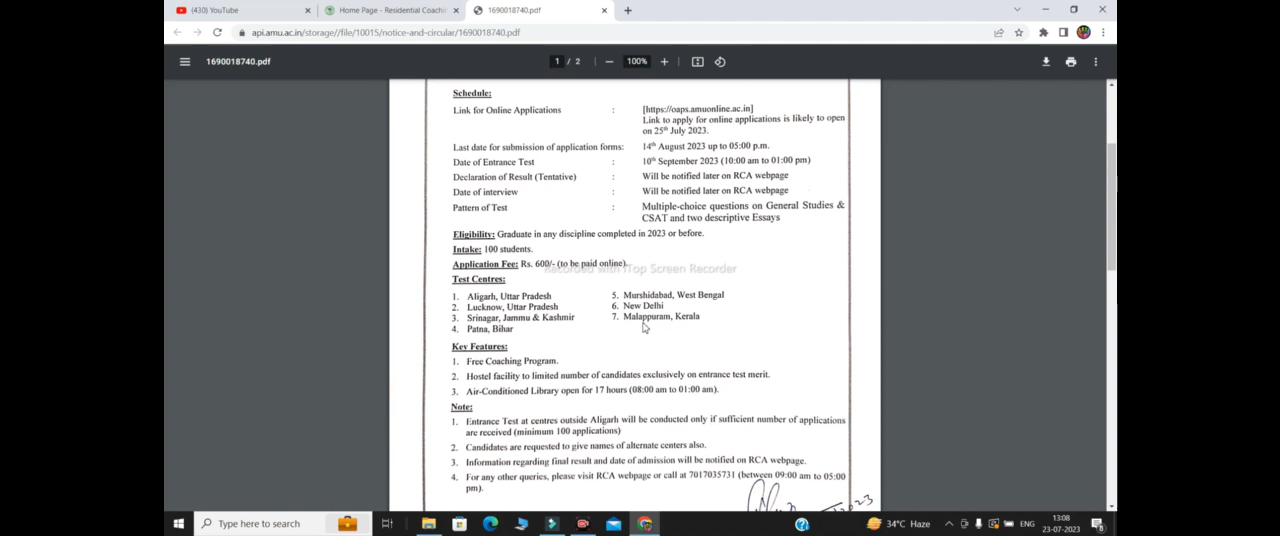 (430) YouTube
Home Page - Residential Coachin
1690018740.pdf
api.amu.ac.in/storage//file/10015/notice-and-circular/1690018740.pdf
1690018740.pdf
1 / 2
100%
Schedule:
Link for Online Applications : [https://oaps.amuonline.ac.in]
Link to apply for online applications is likely to open
on 25th July 2023.
Last date for submission of application forms: 14th August 2023 up to 05:00 p.m.
Date of Entrance Test : 10th September 2023 (10:00 am to 01:00 pm)
Declaration of Result (Tentative) : Will be notified later on RCA webpage
Date of interview : Will be notified later on RCA webpage
Pattern of Test : Multiple-choice questions on General Studies &
CSAT and two descriptive Essays
Eligibility: Graduate in any discipline completed in 2023 or before.
Intake: 100 students.
Application Fee: Rs. 600/- (to be paid online).
Recorded with iTop Screen Recorder
Test Centres:
1. Aligarh, Uttar Pradesh
2. Lucknow, Uttar Pradesh
3. Srinagar, Jammu & Kashmir
4. Patna, Bihar
5. Murshidabad, West Bengal
6. New Delhi
7. Malappuram, Kerala
Key Features:
1. Free Coaching Program.
2. Hostel facility to limited number of candidates exclusively on entrance test merit.
3. Air-Conditioned Library open for 17 hours (08:00 am to 01:00 am).
Note:
1. Entrance Test at centres outside Aligarh will be conducted only if sufficient number of applications
are received (minimum 100 applications)
2. Candidates are requested to give names of alternate centers also.
3. Information regarding final result and date of admission will be notified on RCA webpage.
4. For any other queries, please visit RCA webpage or call at 7017035731 (between 09:00 am to 05:00
pm).
Type here to search
34°C Haze
ENG
13:08
23-07-2023